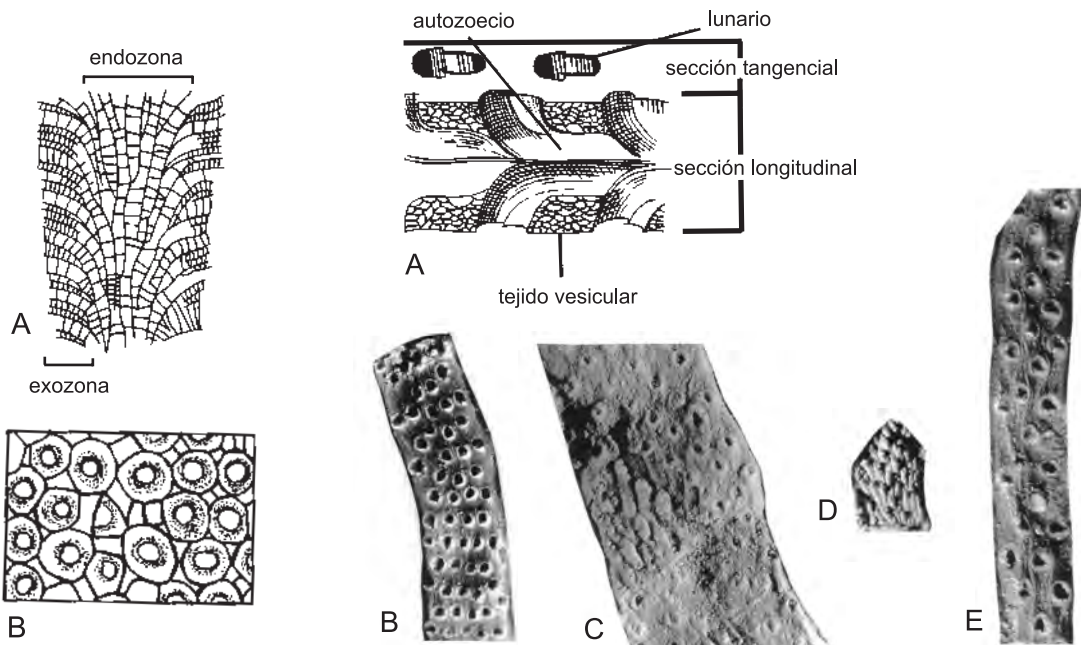 endozona
A
exozona
B
autozoecio
lunario
sección tangencial
sección longitudinal
A
tejido vesicular
B
C
D
E